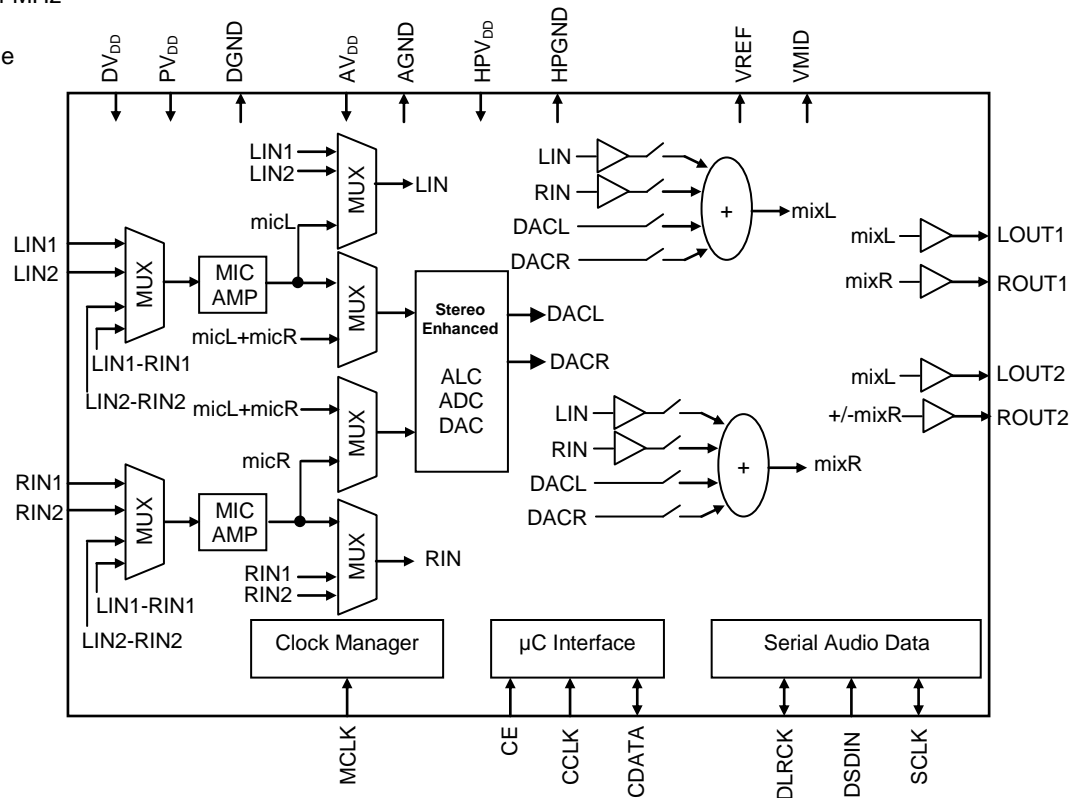 DVDD
PVDD
DGND
AVDD
AGND
HPVDD
HPGND
VREF
VMID
e
LIN1
LIN2
micL
MUX
LIN
LIN1
LIN2
MUX
LIN1-RIN1
LIN2-RIN2
MIC
AMP
micL+micR
MUX
micL+micR
micR
MUX
Stereo
Enhanced
ALC
ADC
DAC
DACL
DACR
RIN1
RIN2
MUX
LIN1-RIN1
LIN2-RIN2
MIC
AMP
RIN1
RIN2
MUX
RIN
LIN
RIN
DACL
DACR
+
mixL
LIN
RIN
DACL
DACR
+
mixR
mixL
LOUT1
mixR
ROUT1
mixL
LOUT2
+/-mixR
ROUT2
Clock Manager
µC Interface
Serial Audio Data
MCLK
CE
CCLK
CDATA
DLRCK
DSDIN
SCLK